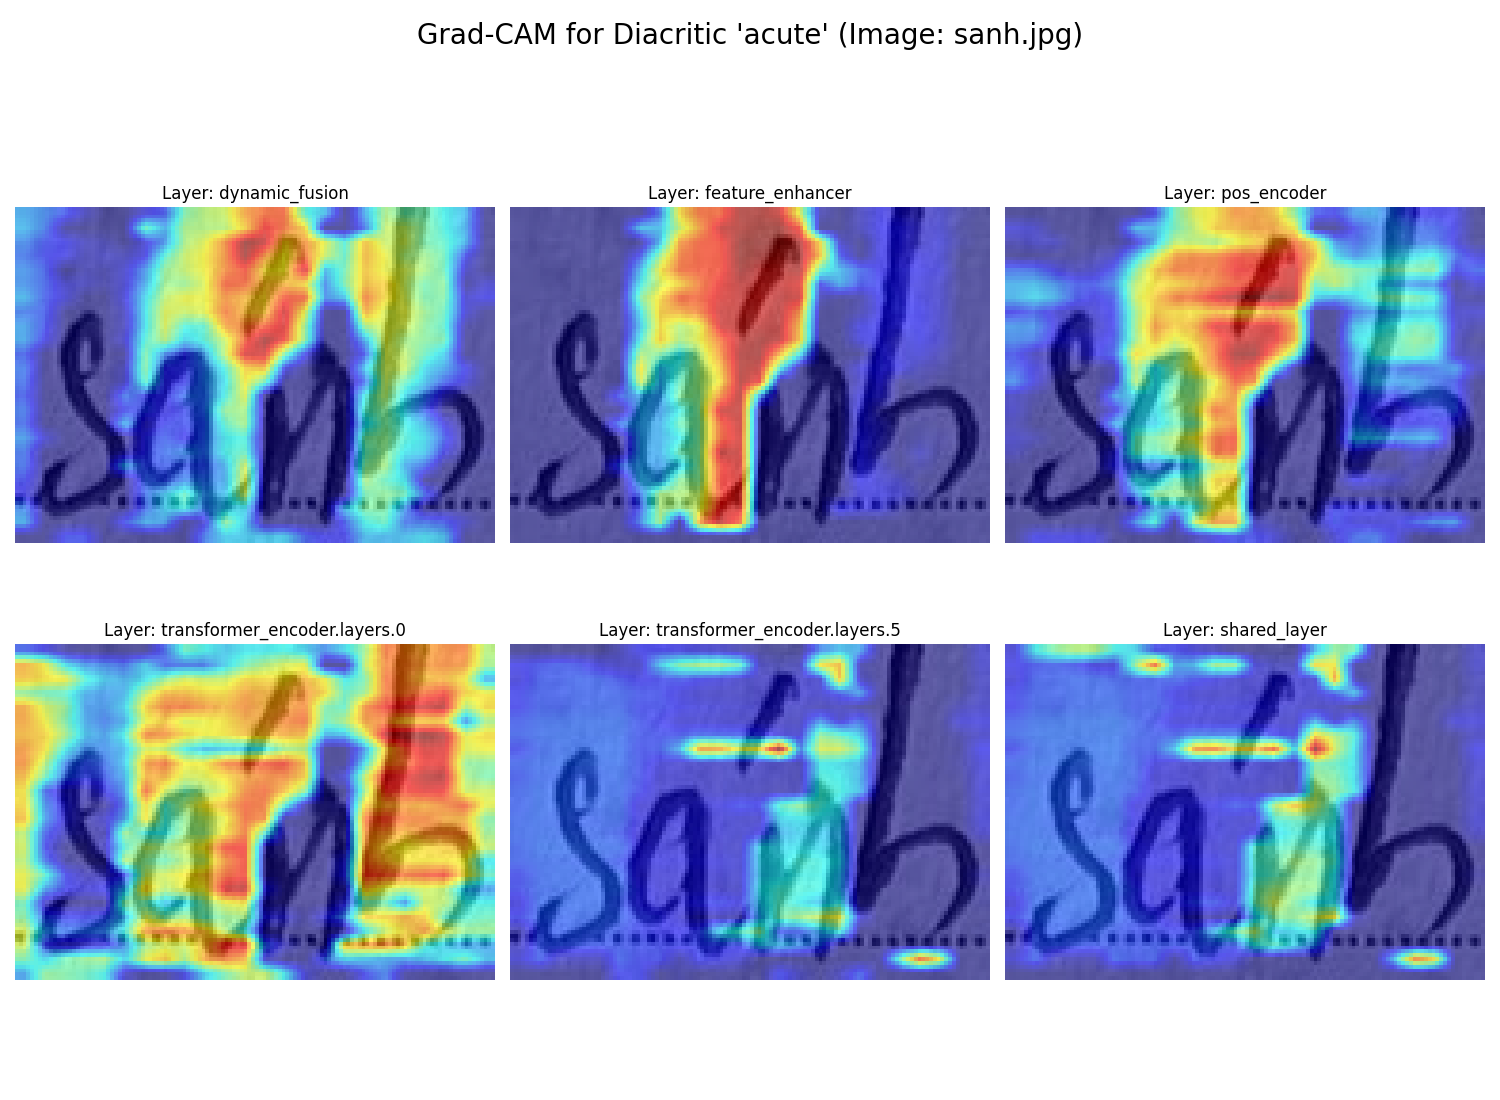 Grad-CAM for Diacritic 'acute' (Image: sanh.jpg)
Layer: dynamic_fusion
Layer: feature_enhancer
Layer: pos_encoder
sánh
sánh
sánh
Layer: transformer_encoder.layers.0
Layer: transformer_encoder.layers.5
Layer: shared_layer
sánh
sánh
sánh